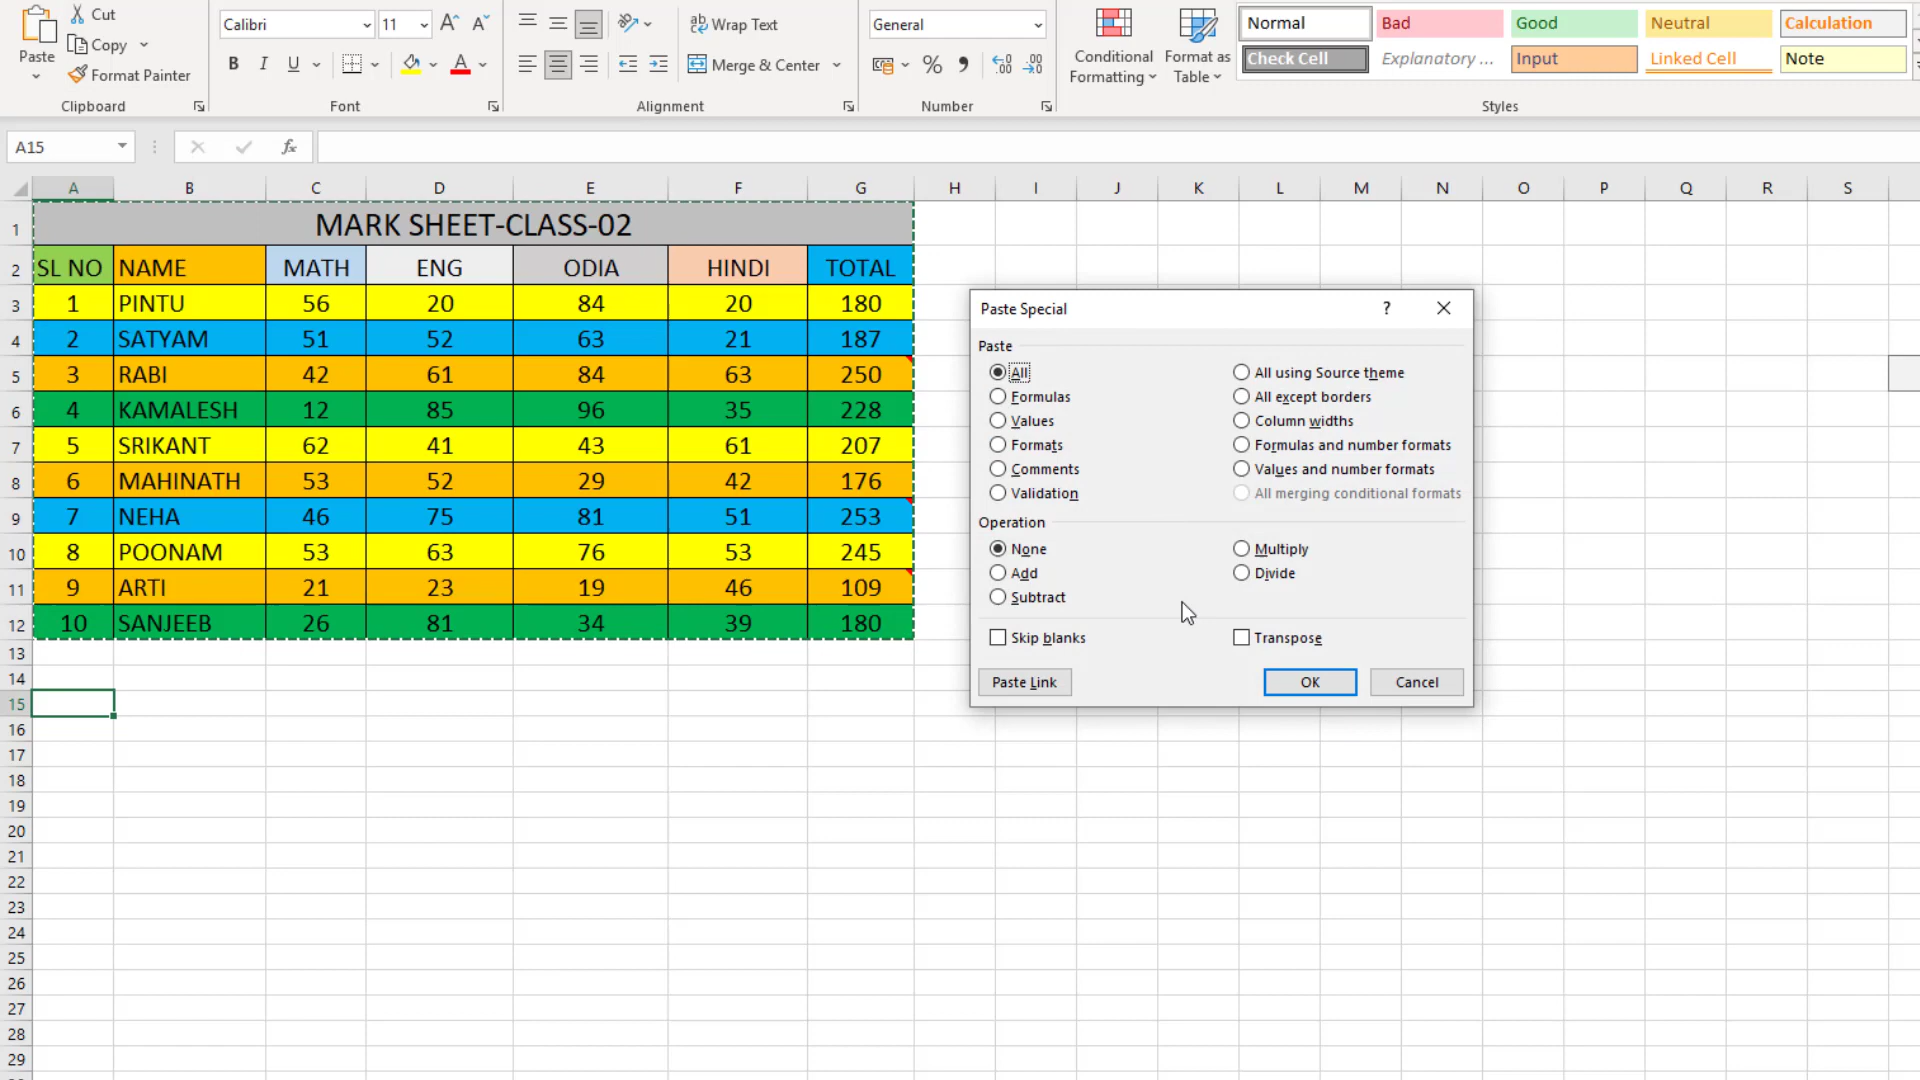 Cut
Copy
Paste
Format Painter
Clipboard
Calibri 11
B I U A
Font
ab Wrap Text
Merge & Center
Alignment
General
% 9 .00 .0
Number
Conditional Formatting
Format as Table
Normal Bad Good Neutral Calculation
Check Cell Explanatory ... Input Linked Cell Note
Styles
A15 fx
A B C D E F G H I J K L M N O P Q R S
1 MARK SHEET-CLASS-02
2 SL NO NAME MATH ENG ODIA HINDI TOTAL
3 1 PINTU 56 20 84 20 180
4 2 SATYAM 51 52 63 21 187
5 3 RABI 42 61 84 63 250
6 4 KAMALESH 12 85 96 35 228
7 5 SRIKANT 62 41 43 61 207
8 6 MAHINATH 53 52 29 42 176
9 7 NEHA 46 75 81 51 253
10 8 POONAM 53 63 76 53 245
11 9 ARTI 21 23 19 46 109
12 10 SANJEEB 26 81 34 39 180
13
14
15
16
17
18
19
20
21
22
23
24
25
26
27
28
29
Paste Special ?
Paste
All All using Source theme
Formulas All except borders
Values Column widths
Formats Formulas and number formats
Comments Values and number formats
Validation All merging conditional formats
Operation
None Multiply
Add Divide
Subtract
Skip blanks Transpose
Paste Link OK Cancel